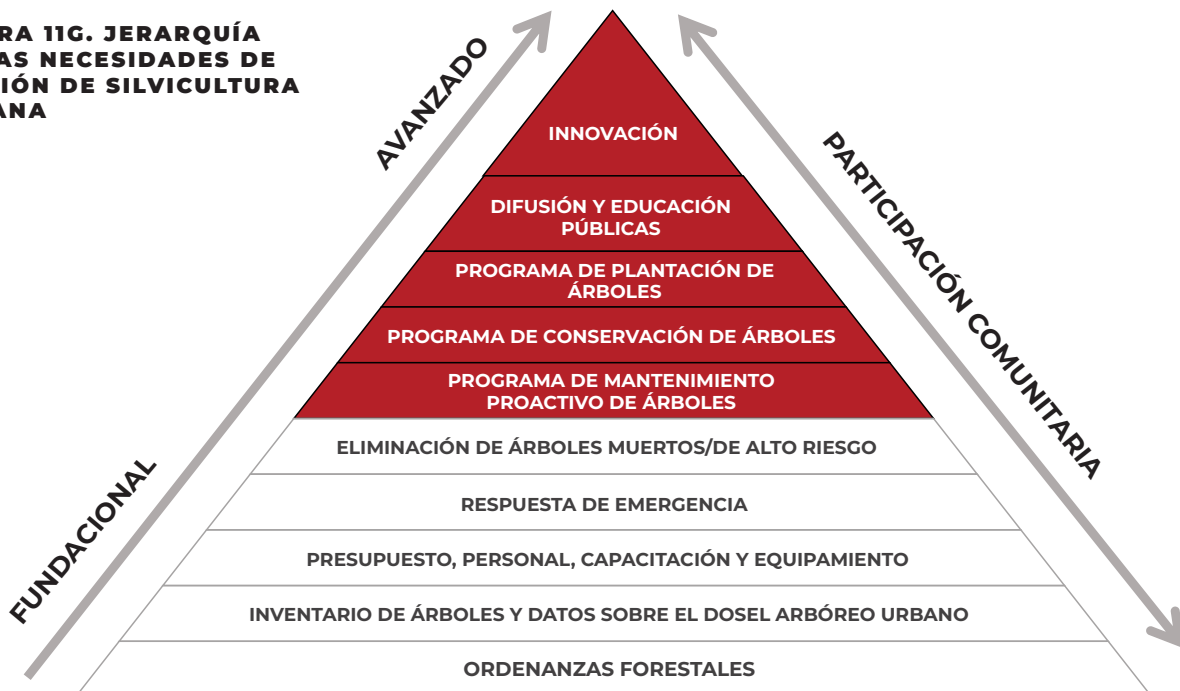 RA 11G. JERARQUÍA
AS NECESIDADES DE
IÓN DE SILVICULTURA
ANA
AVANZADO
FUNDACIONAL
PARTICIPACIÓN COMUNITARIA
INNOVACIÓN
DIFUSIÓN Y EDUCACIÓN
PÚBLICAS
PROGRAMA DE PLANTACIÓN DE
ÁRBOLES
PROGRAMA DE CONSERVACIÓN DE ÁRBOLES
PROGRAMA DE MANTENIMIENTO
PROACTIVO DE ÁRBOLES
ELIMINACIÓN DE ÁRBOLES MUERTOS/DE ALTO RIESGO
RESPUESTA DE EMERGENCIA
PRESUPUESTO, PERSONAL, CAPACITACIÓN Y EQUIPAMIENTO
INVENTARIO DE ÁRBOLES Y DATOS SOBRE EL DOSEL ARBÓREO URBANO
ORDENANZAS FORESTALES